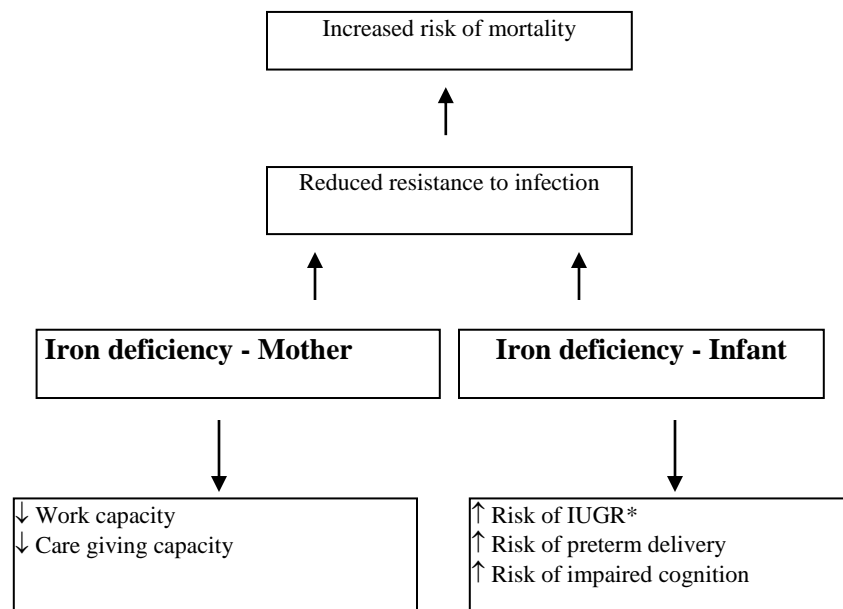 Increased risk of mortality
Reduced resistance to infection
Iron deficiency - Mother
Iron deficiency - Infant
↓ Work capacity
↓ Care giving capacity
↑ Risk of IUGR*
↑ Risk of preterm delivery
↑ Risk of impaired cognition